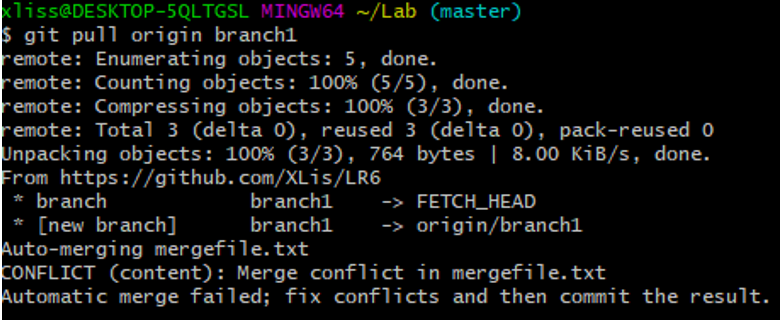 xliss@DESKTOP-5QLTGSL MINGW64 ~/Lab (master)
$ git pull origin branch1
remote: Enumerating objects: 5, done.
remote: Counting objects: 100% (5/5), done.
remote: Compressing objects: 100% (3/3), done.
remote: Total 3 (delta 0), reused 3 (delta 0), pack-reused 0
Unpacking objects: 100% (3/3), 764 bytes | 8.00 KiB/s, done.
From https://github.com/XLis/LR6
 * branch            branch1    -> FETCH_HEAD
 * [new branch]      branch1    -> origin/branch1
Auto-merging mergefile.txt
CONFLICT (content): Merge conflict in mergefile.txt
Automatic merge failed; fix conflicts and then commit the result.